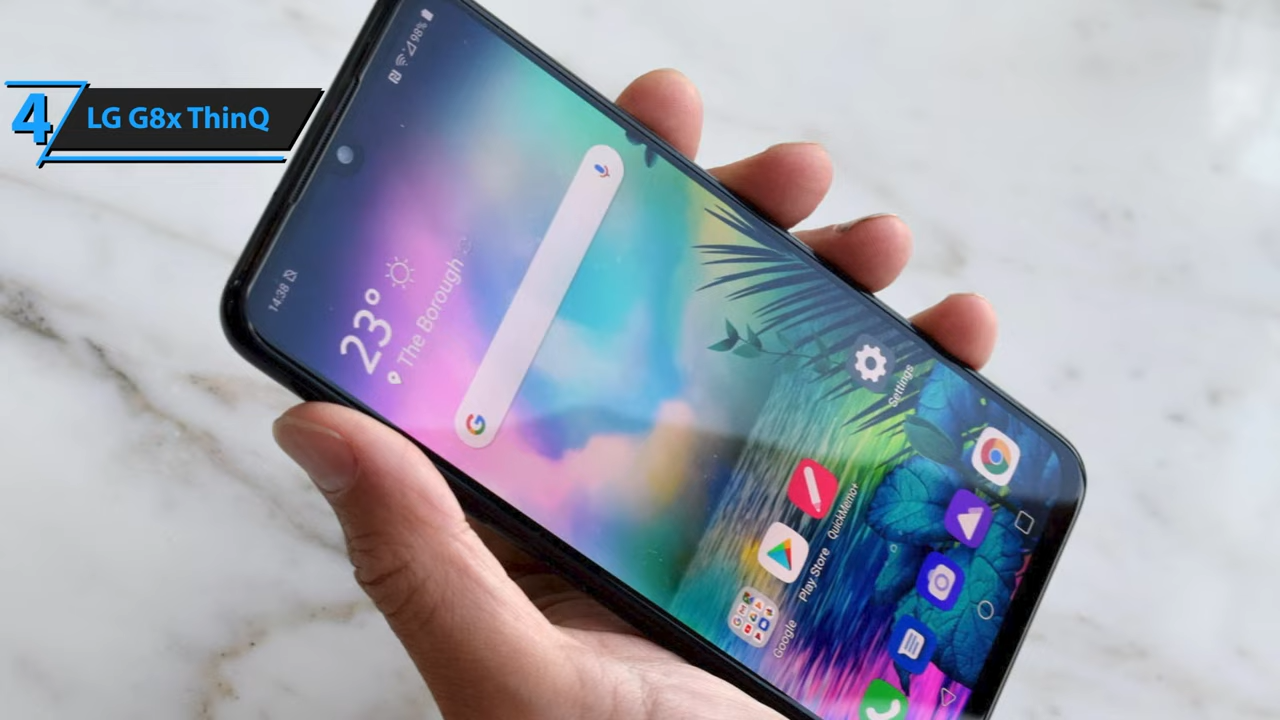 4
LG G8x ThinQ
14:38
98%
23°
The Borough
Settings
QuickMemo+
Play Store
Google